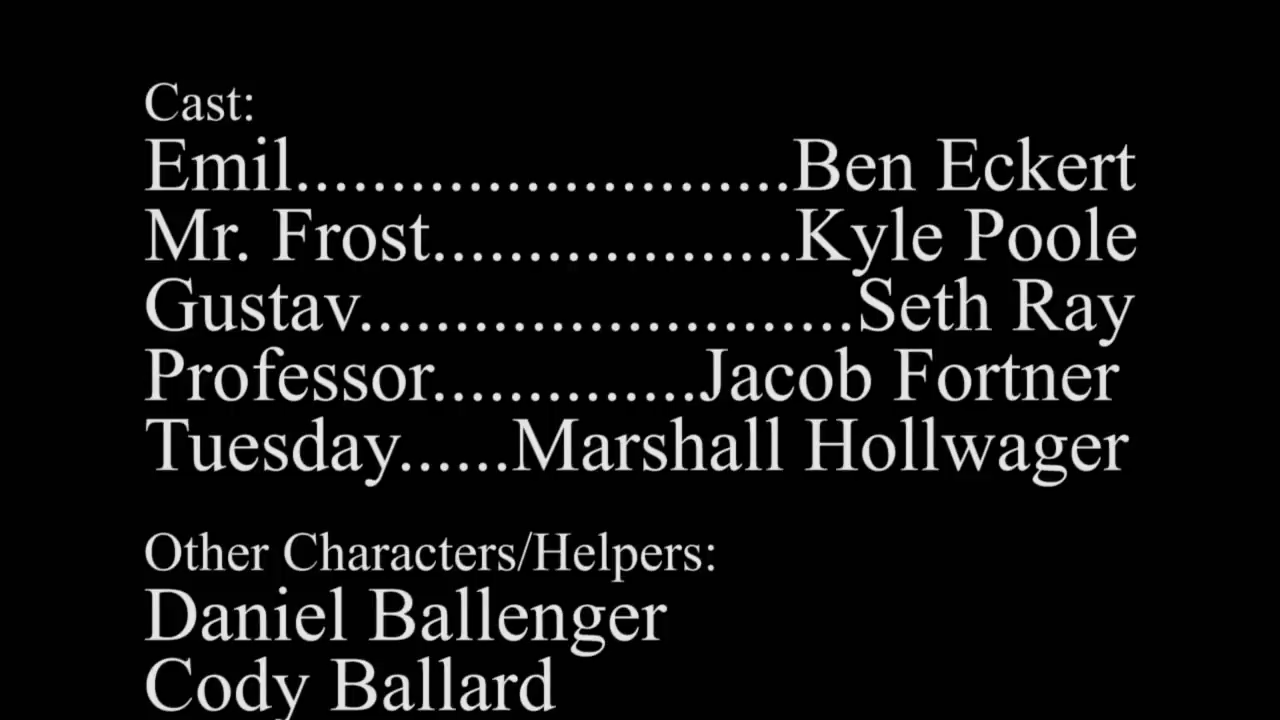 Cast:
Emil..........................Ben Eckert
Mr. Frost...................Kyle Poole
Gustav..........................Seth Ray
Professor..............Jacob Fortner
Tuesday......Marshall Hollwager
Other Characters/Helpers:
Daniel Ballenger
Cody Ballard